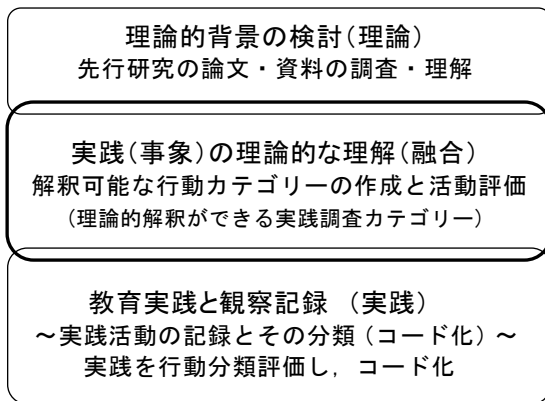 理論的背景の検討(理論)
先行研究の論文・資料の調査・理解
実践(事象)の理論的な理解(融合)
解釈可能な行動カテゴリーの作成と活動評価
(理論的解釈ができる実践調査カテゴリー)
教育実践と観察記録 (実践)
～実践活動の記録とその分類(コード化)～
実践を行動分類評価し，コード化